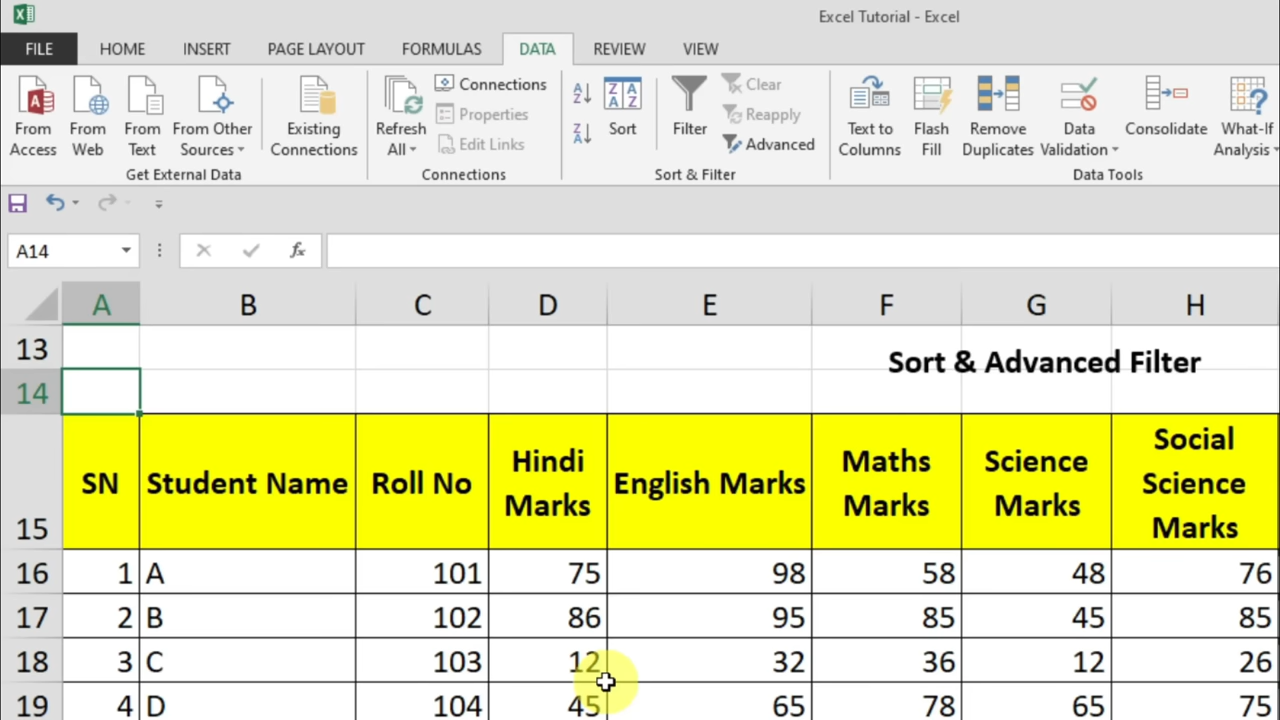 Excel Tutorial - Excel
FILE HOME INSERT PAGE LAYOUT FORMULAS DATA REVIEW VIEW
From Access
From Web
From Text
From Other Sources
Get External Data
Existing Connections
Refresh All
Connections
Properties
Edit Links
Connections
Sort
Filter
Clear
Reapply
Advanced
Sort & Filter
Text to Columns
Flash Fill
Remove Duplicates
Data Validation
Consolidate
What-If Analysis
Data Tools
A14 fx
A B C D E F G H
13 Sort & Advanced Filter
14
15 SN Student Name Roll No Hindi Marks English Marks Maths Marks Science Marks Social Science Marks
16 1 A 101 75 98 58 48 76
17 2 B 102 86 95 85 45 85
18 3 C 103 12 32 36 12 26
19 4 D 104 45 65 78 65 75